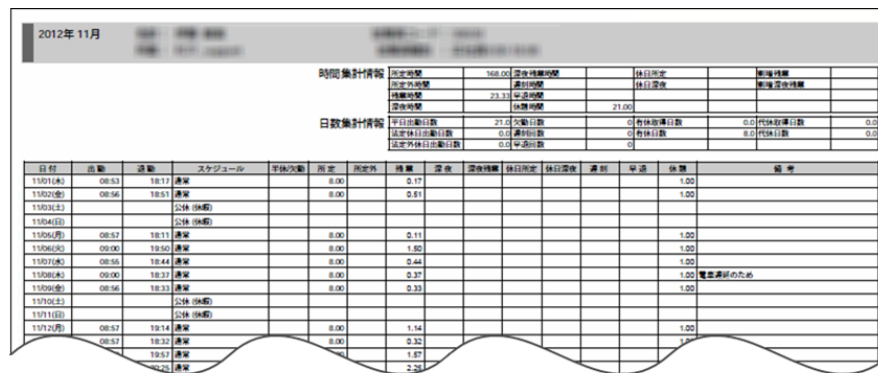 2012年 11月
時間集計情報 所定時間 168.00 深夜残業時間 休日所定 割増残業
所定外時間 遅刻時間 休日深夜 割増深夜残業
残業時間 23.33 早退時間
深夜時間 休憩時間 21.00
日数集計情報 平日出勤日数 21.0 欠勤日数 0 有休取得日数 0.0 代休取得日数 0.0
法定休日出勤日数 0.0 遅刻回数 0 有休日数 8.0 代休日数 0.0
法定外休日出勤日数 0.0 早退回数 0
日付 出勤 退勤 スケジュール 半休/欠勤 所定 所定外 残業 深夜 深夜残業 休日所定 休日深夜 遅刻 早退 休憩 備考
11/01(木) 08:53 18:17 通常 8.00 0.17 1.00
11/02(金) 08:56 18:51 通常 8.00 0.51 1.00
11/03(土) 公休 (休暇)
11/04(日) 公休 (休暇)
11/05(月) 08:57 18:11 通常 8.00 0.11 1.00
11/06(火) 09:00 19:50 通常 8.00 1.50 1.00
11/07(水) 08:55 18:44 通常 8.00 0.44 1.00
11/08(木) 09:00 18:37 通常 8.00 0.37 1.00 電車遅延のため
11/09(金) 08:56 18:33 通常 8.00 0.33 1.00
11/10(土) 公休 (休暇)
11/11(日) 公休 (休暇)
11/12(月) 08:57 19:14 通常 8.00 1.14 1.00
08:57 18:32 通常 8.00 0.32
19:57 通常 1.57
20:25 通常 2.25